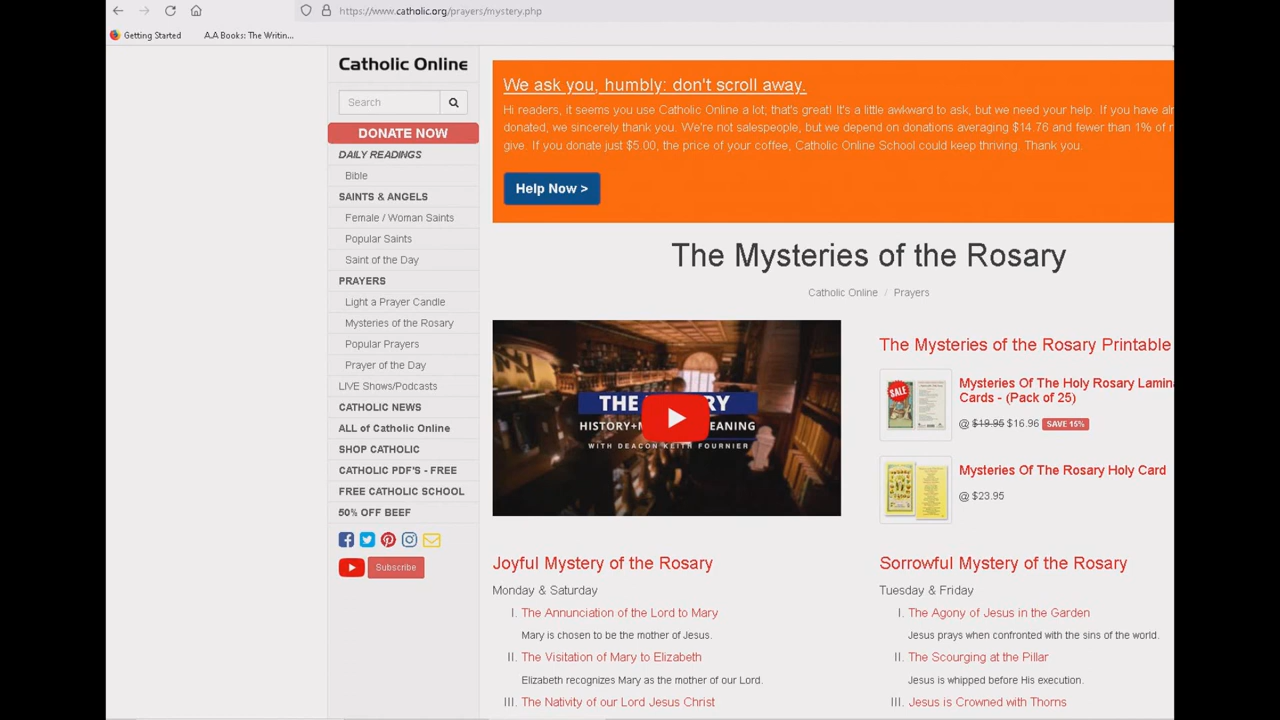 https://www.catholic.org/prayers/mystery.php
Getting Started
A.A Books: The Writin...
Catholic Online
Search
DONATE NOW
DAILY READINGS
Bible
SAINTS & ANGELS
Female / Woman Saints
Popular Saints
Saint of the Day
PRAYERS
Light a Prayer Candle
Mysteries of the Rosary
Popular Prayers
Prayer of the Day
LIVE Shows/Podcasts
CATHOLIC NEWS
ALL of Catholic Online
SHOP CATHOLIC
CATHOLIC PDF'S - FREE
FREE CATHOLIC SCHOOL
50% OFF BEEF
Subscribe
We ask you, humbly: don't scroll away.
Hi readers, it seems you use Catholic Online a lot; that's great! It's a little awkward to ask, but we need your help. If you have
donated, we sincerely thank you. We're not salespeople, but we depend on donations averaging $14.76 and fewer than 1% of
give. If you donate just $5.00, the price of your coffee, Catholic Online School could keep thriving. Thank you.
Help Now >
The Mysteries of the Rosary
Catholic Online / Prayers
THE
HISTORY+
WITH DEACON KEITH FOURNIER
The Mysteries of the Rosary Printable
SALE
Mysteries Of The Holy Rosary
Cards - (Pack of 25)
@ $19.95 $16.96 SAVE 15%
Mysteries Of The Rosary Holy Card
@ $23.95
Joyful Mystery of the Rosary
Monday & Saturday
I. The Annunciation of the Lord to Mary
Mary is chosen to be the mother of Jesus.
II. The Visitation of Mary to Elizabeth
Elizabeth recognizes Mary as the mother of our Lord.
III. The Nativity of our Lord Jesus Christ
Sorrowful Mystery of the Rosary
Tuesday & Friday
I. The Agony of Jesus in the Garden
Jesus prays when confronted with the sins of the world.
II. The Scourging at the Pillar
Jesus is whipped before His execution.
III. Jesus is Crowned with Thorns